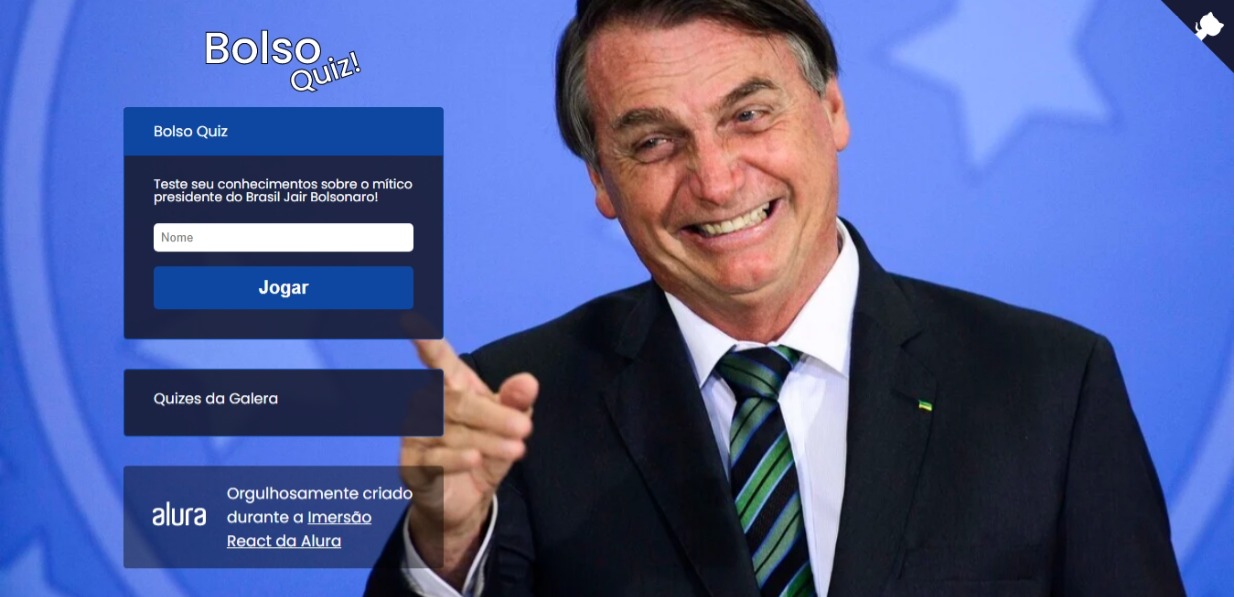 Bolso
Quiz!
Bolso Quiz
Teste seu conhecimentos sobre o mítico
presidente do Brasil Jair Bolsonaro!
Nome
Jogar
Quizes da Galera
alura
Orgulhosamente criado
durante a Imersão
React da Alura